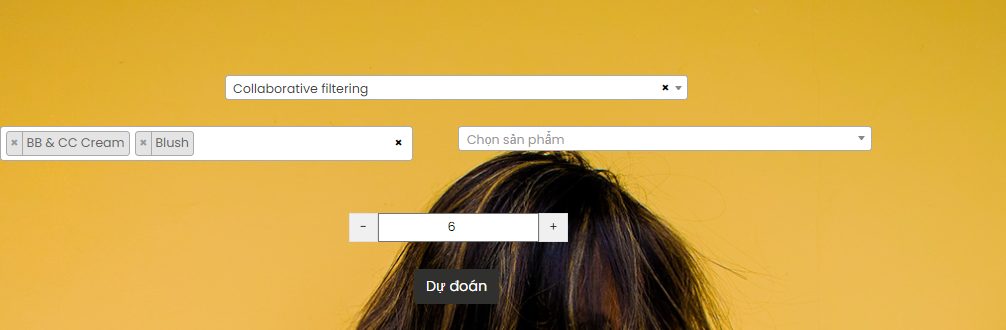 Collaborative filtering × 
× BB & CC Cream × Blush ×
Chọn sản phẩm
- 6 +
Dự đoán